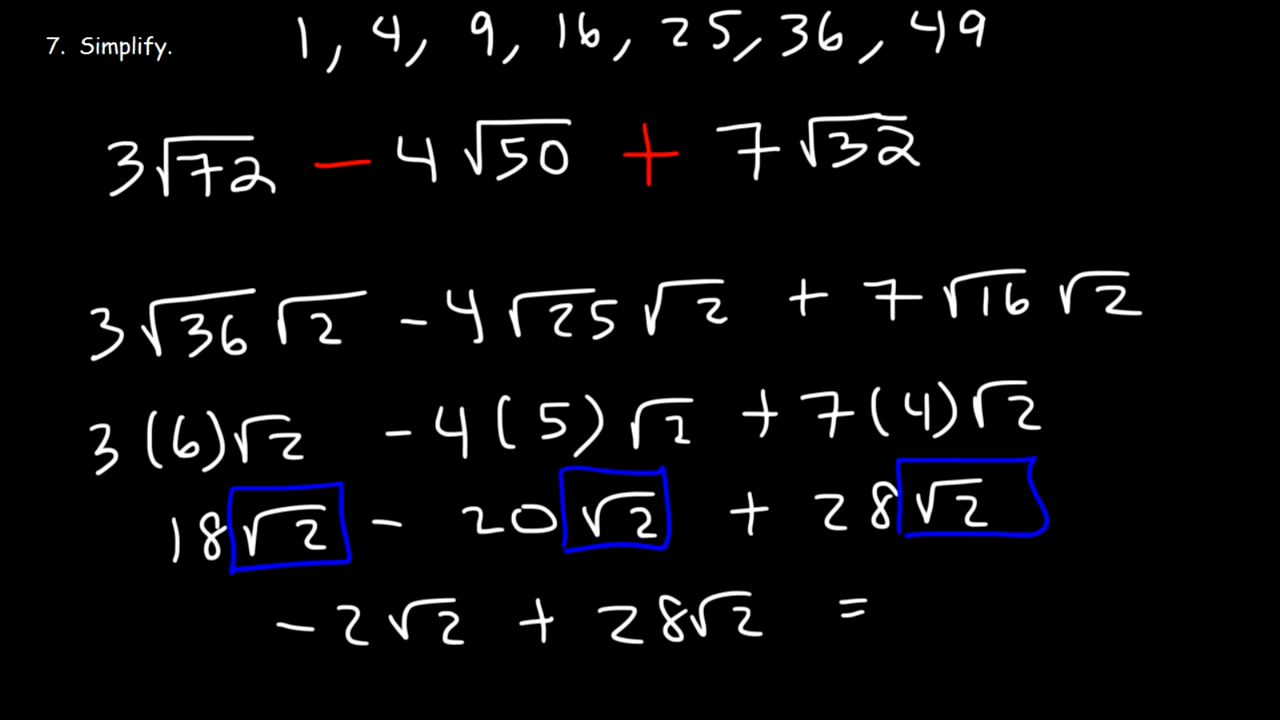 7. Simplify. 1, 4, 9, 16, 25, 36, 49
3√72 − 4√50 + 7√32
3√36 √2 − 4√25 √2 + 7√16 √2
3(6)√2 − 4(5)√2 + 7(4)√2
18√2 − 20√2 + 28√2
−2√2 + 28√2 =